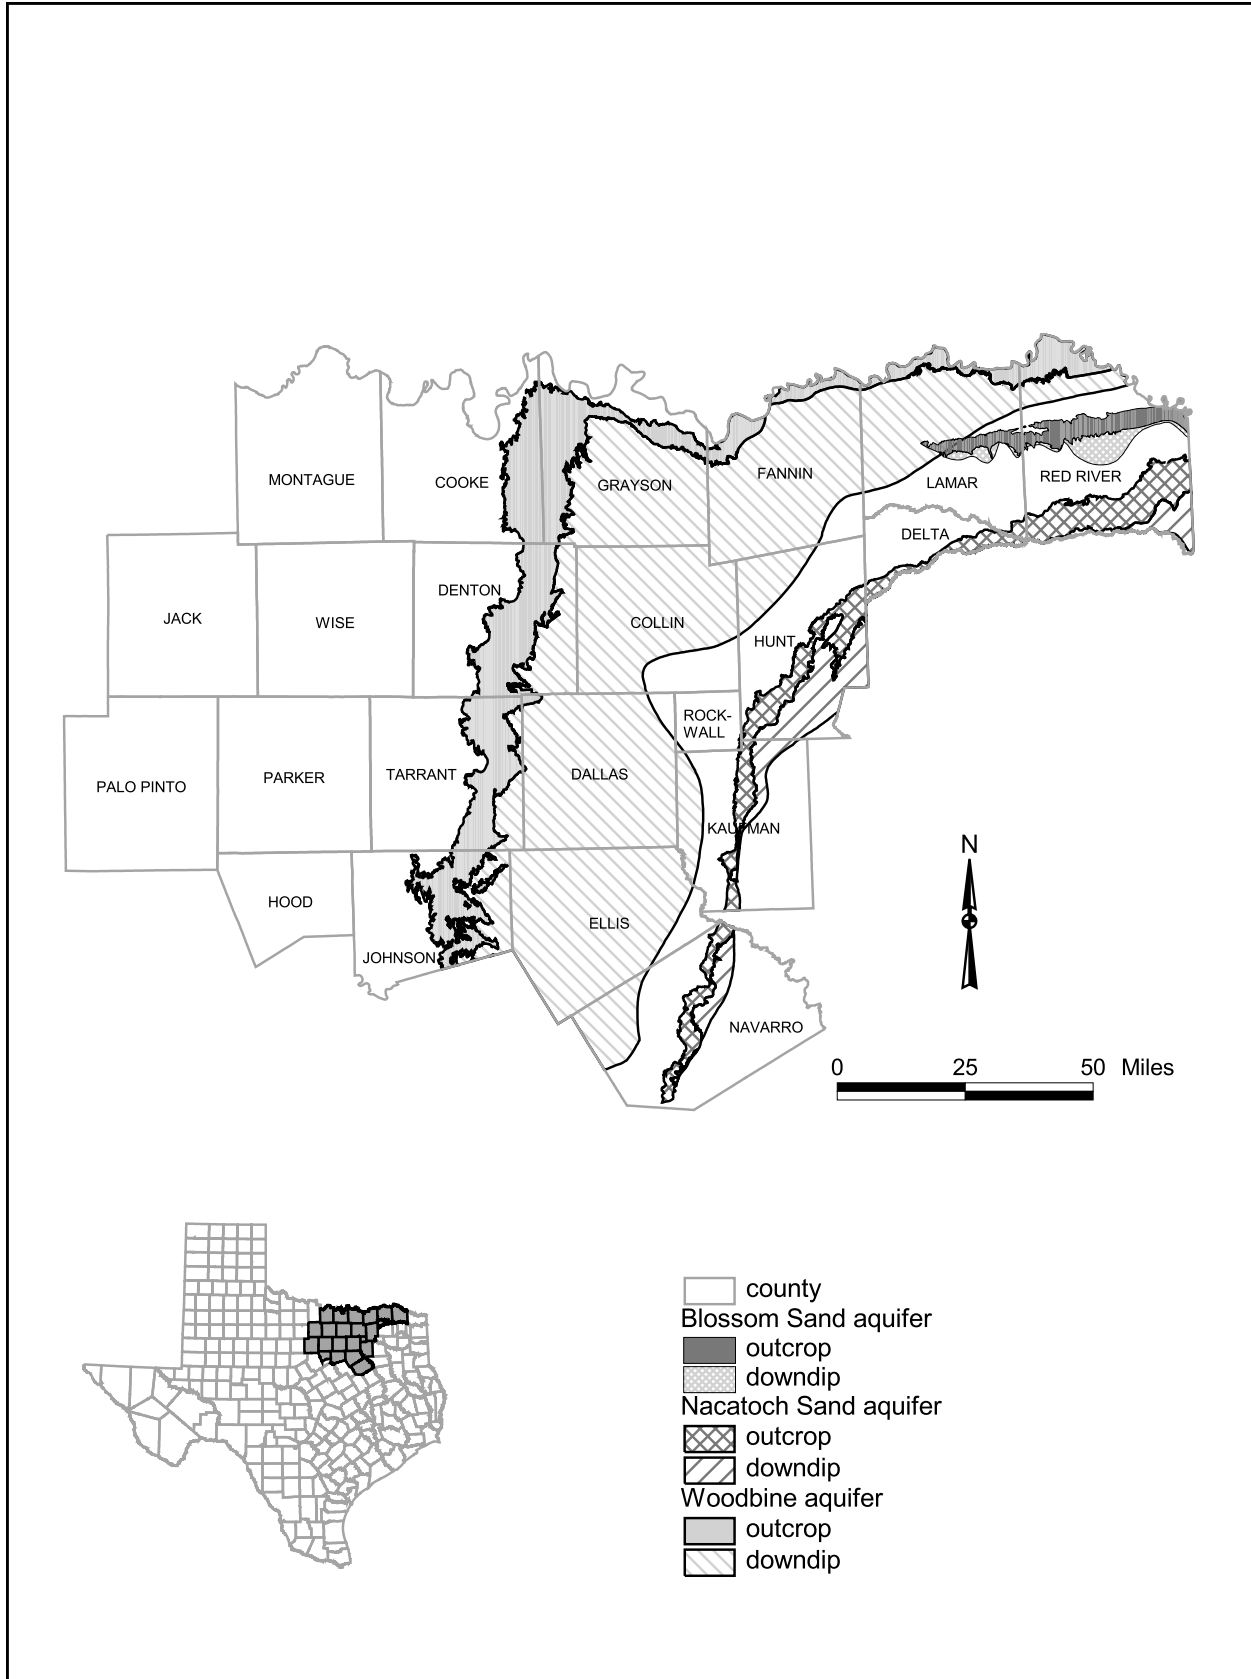 MONTAGUE
COOKE
GRAYSON
FANNIN
LAMAR
RED RIVER
DELTA
JACK
WISE
DENTON
COLLIN
HUNT
ROCK-
WALL
PALO PINTO
PARKER
TARRANT
DALLAS
KAUFMAN
HOOD
JOHNSON
ELLIS
NAVARRO
N
0 25 50 Miles
county
Blossom Sand aquifer
outcrop
downdip
Nacatoch Sand aquifer
outcrop
downdip
Woodbine aquifer
outcrop
downdip